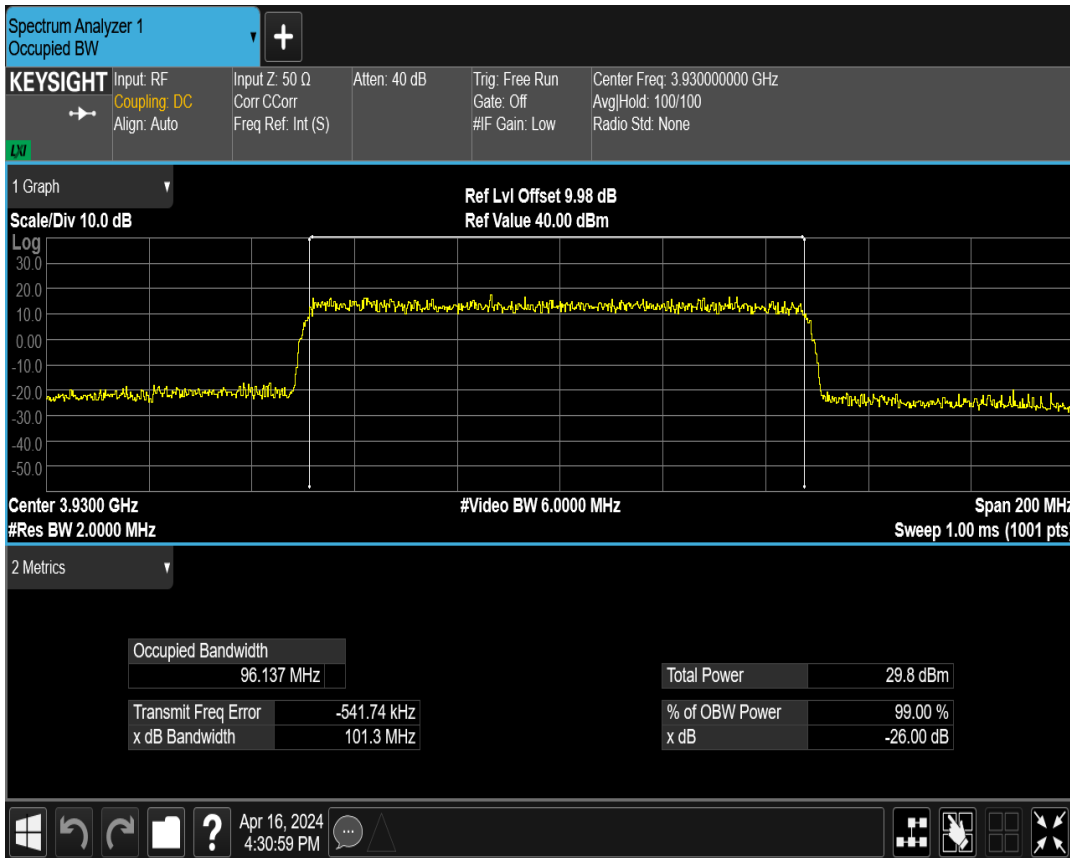 Spectrum Analyzer 1
Occupied BW
+
KEYSIGHT
LXI
Input: RF
Coupling: DC
Align: Auto
Input Z: 50 Ω
Corr CCorr
Freq Ref: Int (S)
Atten: 40 dB
Trig: Free Run
Gate: Off
#IF Gain: Low
Center Freq: 3.930000000 GHz
Avg|Hold: 100/100
Radio Std: None
1 Graph
Scale/Div 10.0 dB
Ref Lvl Offset 9.98 dB
Ref Value 40.00 dBm
Log
30.0
20.0
10.0
0.00
-10.0
-20.0
-30.0
-40.0
-50.0
Center 3.9300 GHz
#Video BW 6.0000 MHz
Span 200 MHz
#Res BW 2.0000 MHz
Sweep 1.00 ms (1001 pts)
2 Metrics
Occupied Bandwidth
96.137 MHz
Total Power 29.8 dBm
Transmit Freq Error -541.74 kHz
% of OBW Power 99.00 %
x dB Bandwidth 101.3 MHz
x dB -26.00 dB
?
Apr 16, 2024
4:30:59 PM